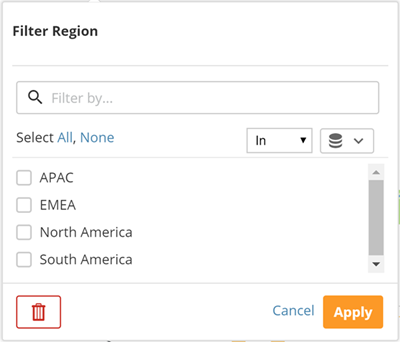 Filter Region
Filter by...
Select All, None
In
APAC
EMEA
North America
South America
Cancel
Apply